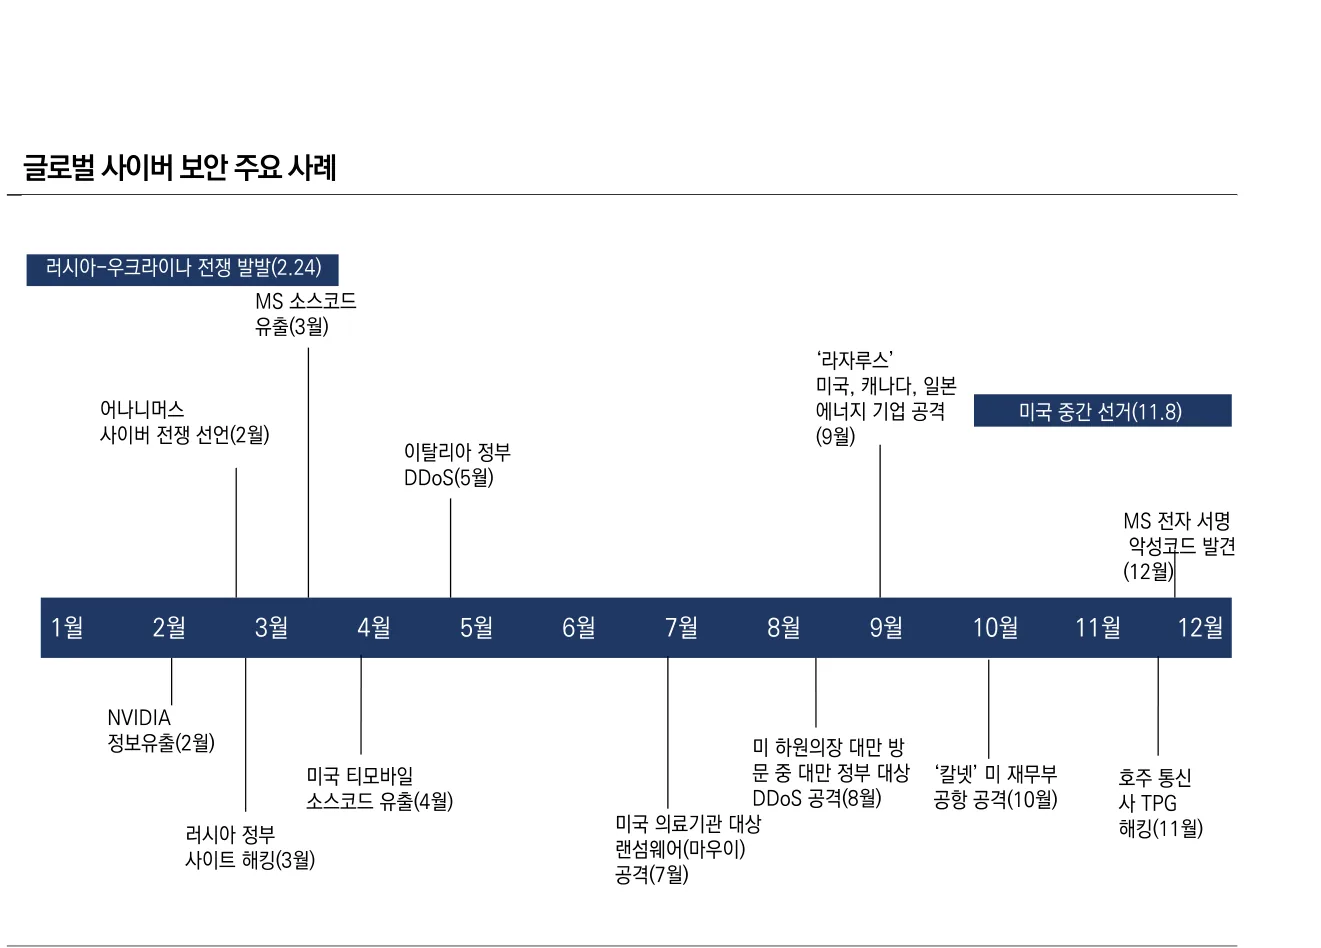 글로벌 사이버 보안 주요 사례
러시아-우크라이나 전쟁 발발(2.24)
MS 소스코드
유출(3월)
어나니머스
사이버 전쟁 선언(2월)
이탈리아 정부
DDoS(5월)
‘라자루스’
미국, 캐나다, 일본
에너지 기업 공격
(9월)
미국 중간 선거(11.8)
MS 전자 서명
악성코드 발견
(12월)
1월 2월 3월 4월 5월 6월 7월 8월 9월 10월 11월 12월
NVIDIA
정보유출(2월)
러시아 정부
사이트 해킹(3월)
미국 티모바일
소스코드 유출(4월)
미국 의료기관 대상
랜섬웨어(마우이)
공격(7월)
미 하원의장 대만 방
문 중 대만 정부 대상
DDoS 공격(8월)
‘칼넷’ 미 재무부
공항 공격(10월)
호주 통신
사 TPG
해킹(11월)